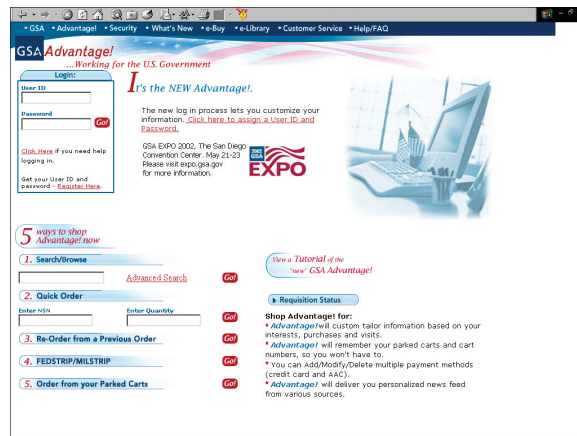 • GSA • Advantage! • Security • What's New • e-Buy • e-Library • Customer Service • Help/FAQ
GSA Advantage!
...Working for the U.S. Government
Login:
User ID
Password
Go!
Click Here if you need help
logging in.
Get your User ID and
password - Register Here.
It's the NEW Advantage!.
The new log in process lets you customize your
information. Click here to assign a User ID and
Password.
GSA EXPO 2002, The San Diego
Convention Center. May 21-23
Please visit expo.gsa.gov
for more information.
2002
GSA
EXPO
5 ways to shop
Advantage! now
1. Search/Browse
Advanced Search Go!
2. Quick Order
Enter NSN Enter Quantity
Go!
3. Re-Order from a Previous Order Go!
4. FEDSTRIP/MILSTRIP Go!
5. Order from your Parked Carts Go!
View a Tutorial of the
"new" GSA Advantage!
Requisition Status
Shop Advantage! for:
* Advantage! will custom tailor information based on your
interests, purchases and visits.
* Advantage! will remember your parked carts and cart
numbers, so you won't have to.
* You can Add/Modify/Delete multiple payment methods
(credit card and AAC).
* Advantage! will deliver you personalized news feed
from various sources.